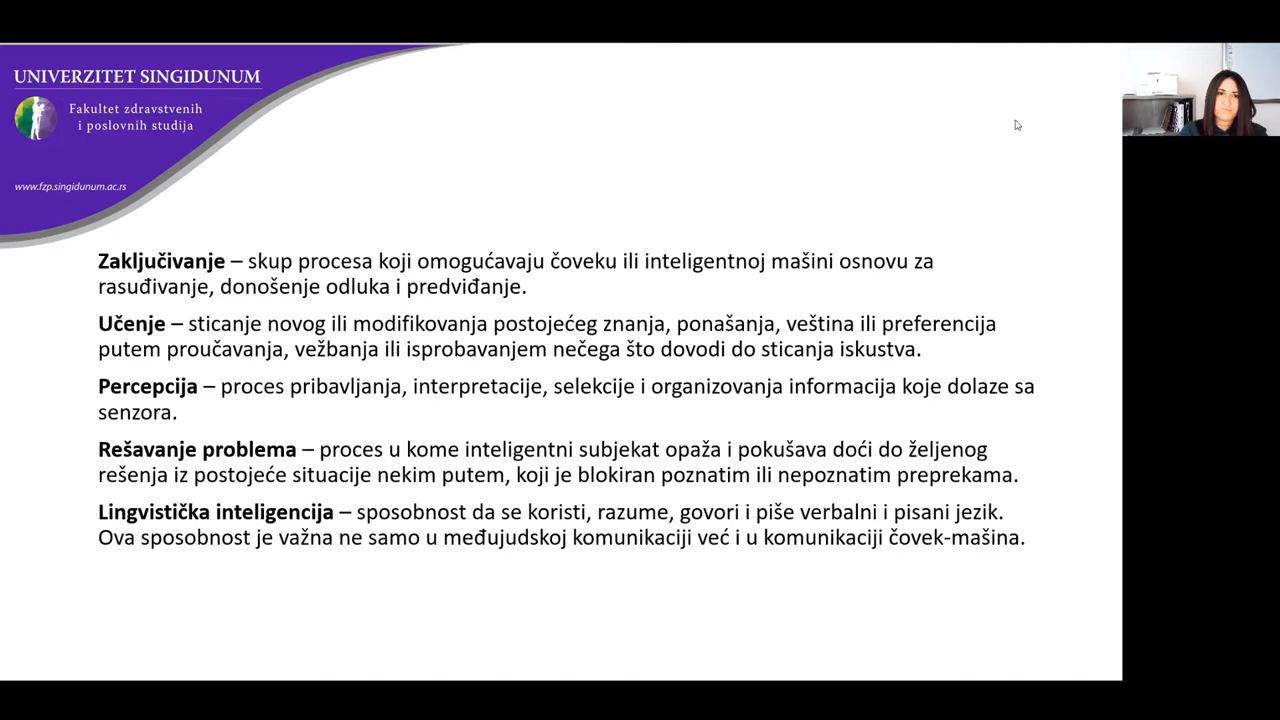 UNIVERZITET SINGIDUNUM
Fakultet zdravstvenih
i poslovnih studija
www.fzp.singidunum.ac.rs
Zaključivanje – skup procesa koji omogućavaju čoveku ili inteligentnoj mašini osnovu za
rasuđivanje, donošenje odluka i predviđanje.
Učenje – sticanje novog ili modifikovanja postojećeg znanja, ponašanja, veština ili preferencija
putem proučavanja, vežbanja ili isprobavanjem nečega što dovodi do sticanja iskustva.
Percepcija – proces pribavljanja, interpretacije, selekcije i organizovanja informacija koje dolaze sa
senzora.
Rešavanje problema – proces u kome inteligentni subjekat opaža i pokušava doći do željenog
rešenja iz postojeće situacije nekim putem, koji je blokiran poznatim ili nepoznatim preprekama.
Lingvistička inteligencija – sposobnost da se koristi, razume, govori i piše verbalni i pisani jezik.
Ova sposobnost je važna ne samo u međujudskoj komunikaciji već i u komunikaciji čovek-mašina.